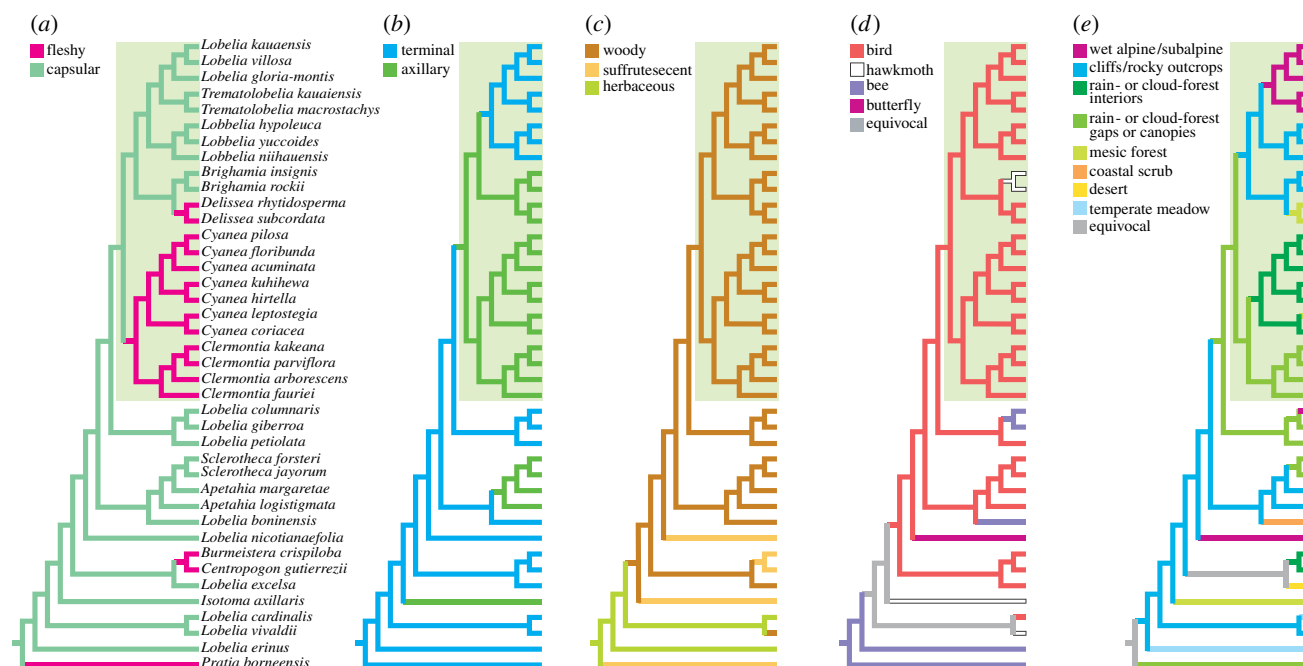 (a)
fleshy
capsular
Lobelia kauaensis
Lobelia villosa
Lobelia gloria-montis
Trematolobelia kauaiensis
Trematolobelia macrostachys
Lobbelia hypoleuca
Lobbelia yuccoides
Lobbelia niihauensis
Brighamia insignis
Brighamia rockii
Delissea rhytidosperma
Delissea subcordata
Cyanea pilosa
Cyanea floribunda
Cyanea acuminata
Cyanea kuhihewa
Cyanea hirtella
Cyanea leptostegia
Cyanea coriacea
Clermontia kakeana
Clermontia parviflora
Clermontia arborescens
Clermontia fauriei
Lobelia columnaris
Lobelia giberroa
Lobelia petiolata
Sclerotheca forsteri
Sclerotheca jayorum
Apetahia margaretae
Apetahia logistigmata
Lobelia boninensis
Lobelia nicotianaefolia
Burmeistera crispiloba
Centropogon gutierrezii
Lobelia excelsa
Isotoma axillaris
Lobelia cardinalis
Lobelia vivaldii
Lobelia erinus
Pratia borneensis
(b)
terminal
axillary
(c)
woody
suffrutesecent
herbaceous
(d)
bird
hawkmoth
bee
butterfly
equivocal
(e)
wet alpine/subalpine
cliffs/rocky outcrops
rain- or cloud-forest
interiors
rain- or cloud-forest
gaps or canopies
mesic forest
coastal scrub
desert
temperate meadow
equivocal